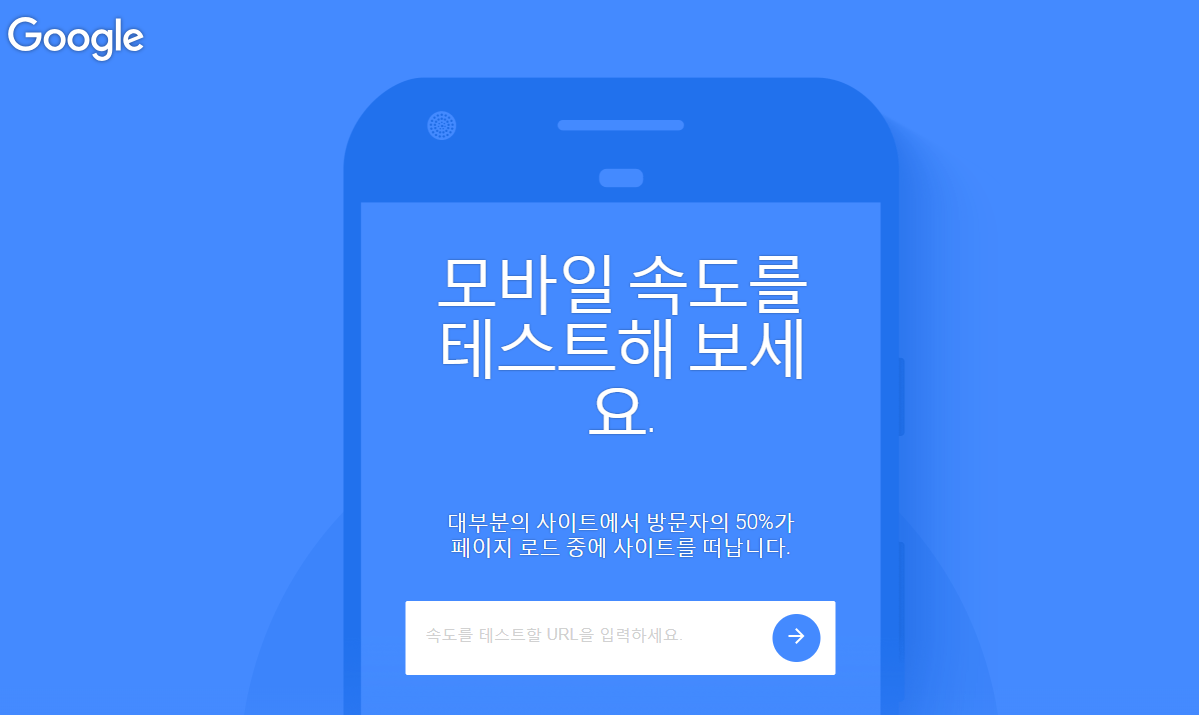 Google
모바일 속도를
테스트해 보세
요.
대부분의 사이트에서 방문자의 50%가
페이지 로드 중에 사이트를 떠납니다.
속도를 테스트할 URL을 입력하세요.